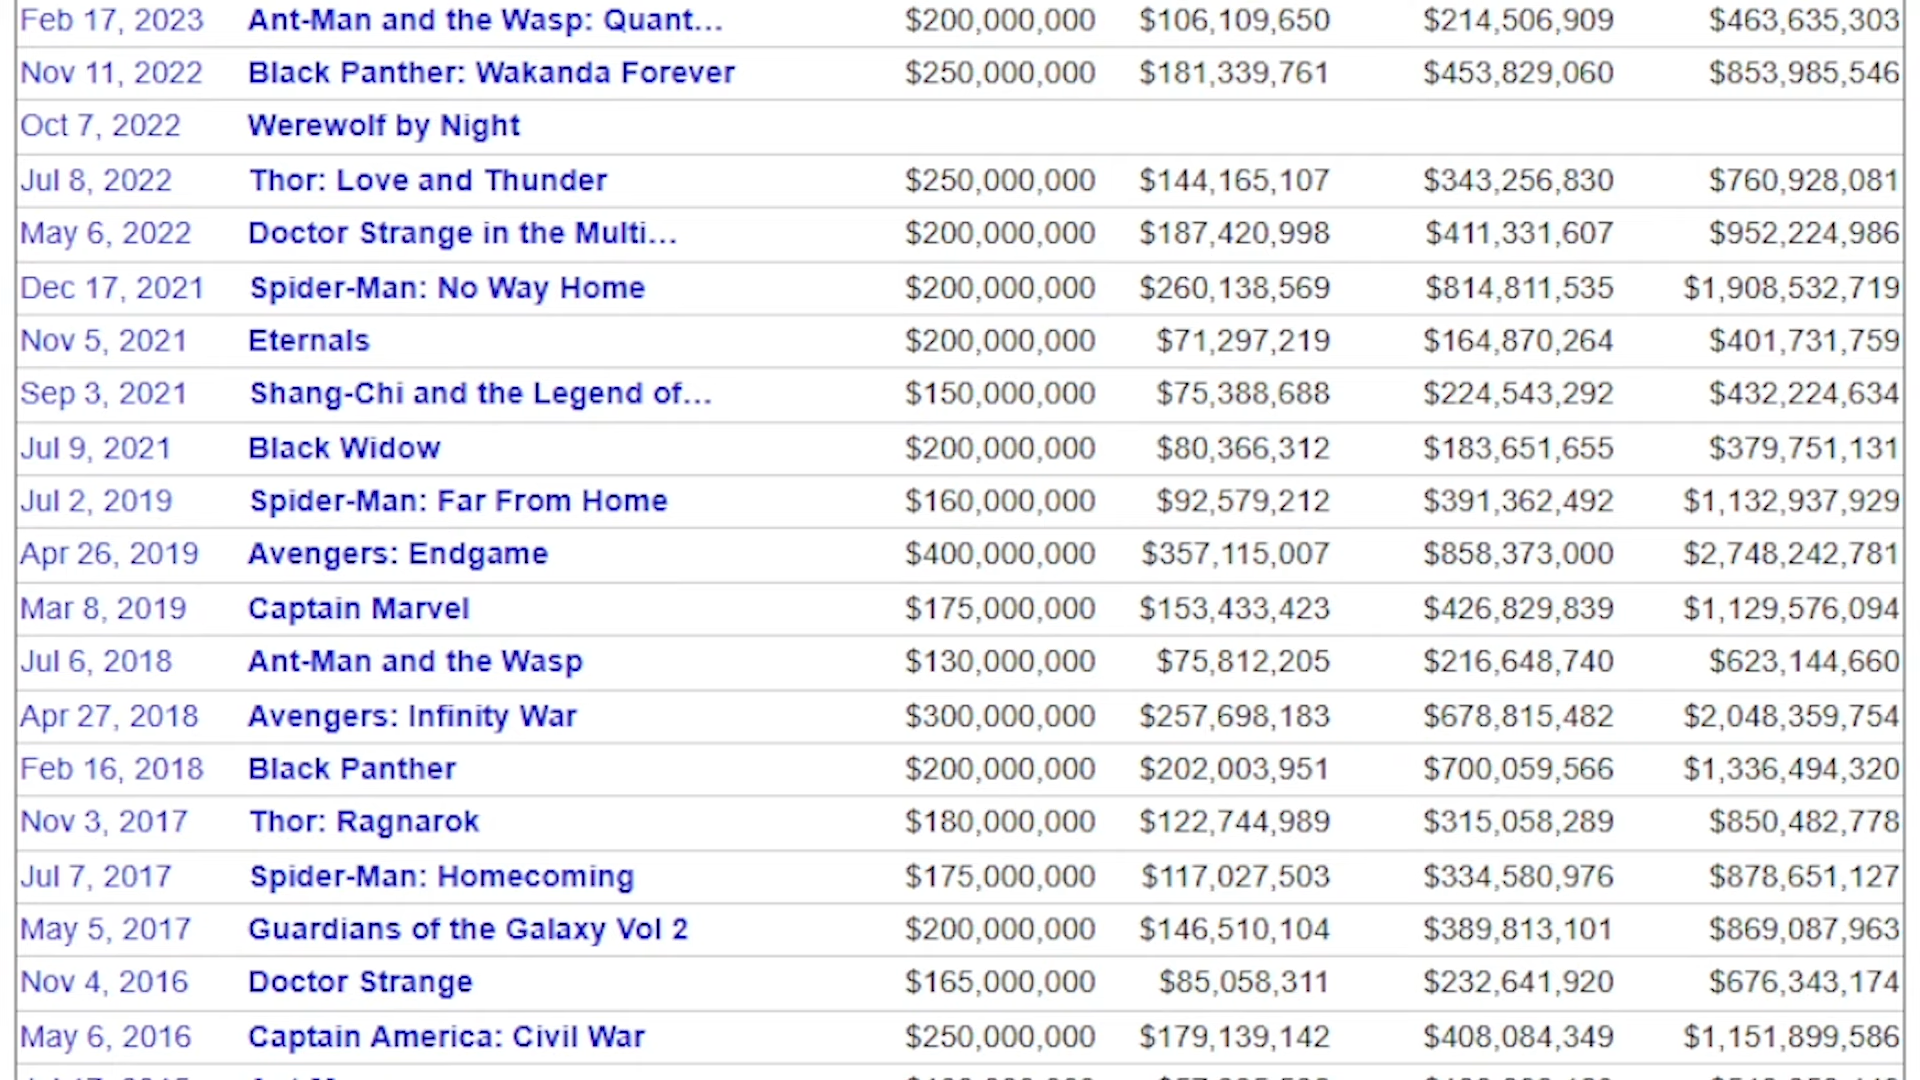 Feb 17, 2023 Ant-Man and the Wasp: Quant... $200,000,000 $106,109,650 $214,506,909 $463,635,303
Nov 11, 2022 Black Panther: Wakanda Forever $250,000,000 $181,339,761 $453,829,060 $853,985,546
Oct 7, 2022 Werewolf by Night
Jul 8, 2022 Thor: Love and Thunder $250,000,000 $144,165,107 $343,256,830 $760,928,081
May 6, 2022 Doctor Strange in the Multi... $200,000,000 $187,420,998 $411,331,607 $952,224,986
Dec 17, 2021 Spider-Man: No Way Home $200,000,000 $260,138,569 $814,811,535 $1,908,532,719
Nov 5, 2021 Eternals $200,000,000 $71,297,219 $164,870,264 $401,731,759
Sep 3, 2021 Shang-Chi and the Legend of... $150,000,000 $75,388,688 $224,543,292 $432,224,634
Jul 9, 2021 Black Widow $200,000,000 $80,366,312 $183,651,655 $379,751,131
Jul 2, 2019 Spider-Man: Far From Home $160,000,000 $92,579,212 $391,362,492 $1,132,937,929
Apr 26, 2019 Avengers: Endgame $400,000,000 $357,115,007 $858,373,000 $2,748,242,781
Mar 8, 2019 Captain Marvel $175,000,000 $153,433,423 $426,829,839 $1,129,576,094
Jul 6, 2018 Ant-Man and the Wasp $130,000,000 $75,812,205 $216,648,740 $623,144,660
Apr 27, 2018 Avengers: Infinity War $300,000,000 $257,698,183 $678,815,482 $2,048,359,754
Feb 16, 2018 Black Panther $200,000,000 $202,003,951 $700,059,566 $1,336,494,320
Nov 3, 2017 Thor: Ragnarok $180,000,000 $122,744,989 $315,058,289 $850,482,778
Jul 7, 2017 Spider-Man: Homecoming $175,000,000 $117,027,503 $334,580,976 $878,651,127
May 5, 2017 Guardians of the Galaxy Vol 2 $200,000,000 $146,510,104 $389,813,101 $869,087,963
Nov 4, 2016 Doctor Strange $165,000,000 $85,058,311 $232,641,920 $676,343,174
May 6, 2016 Captain America: Civil War $250,000,000 $179,139,142 $408,084,349 $1,151,899,586